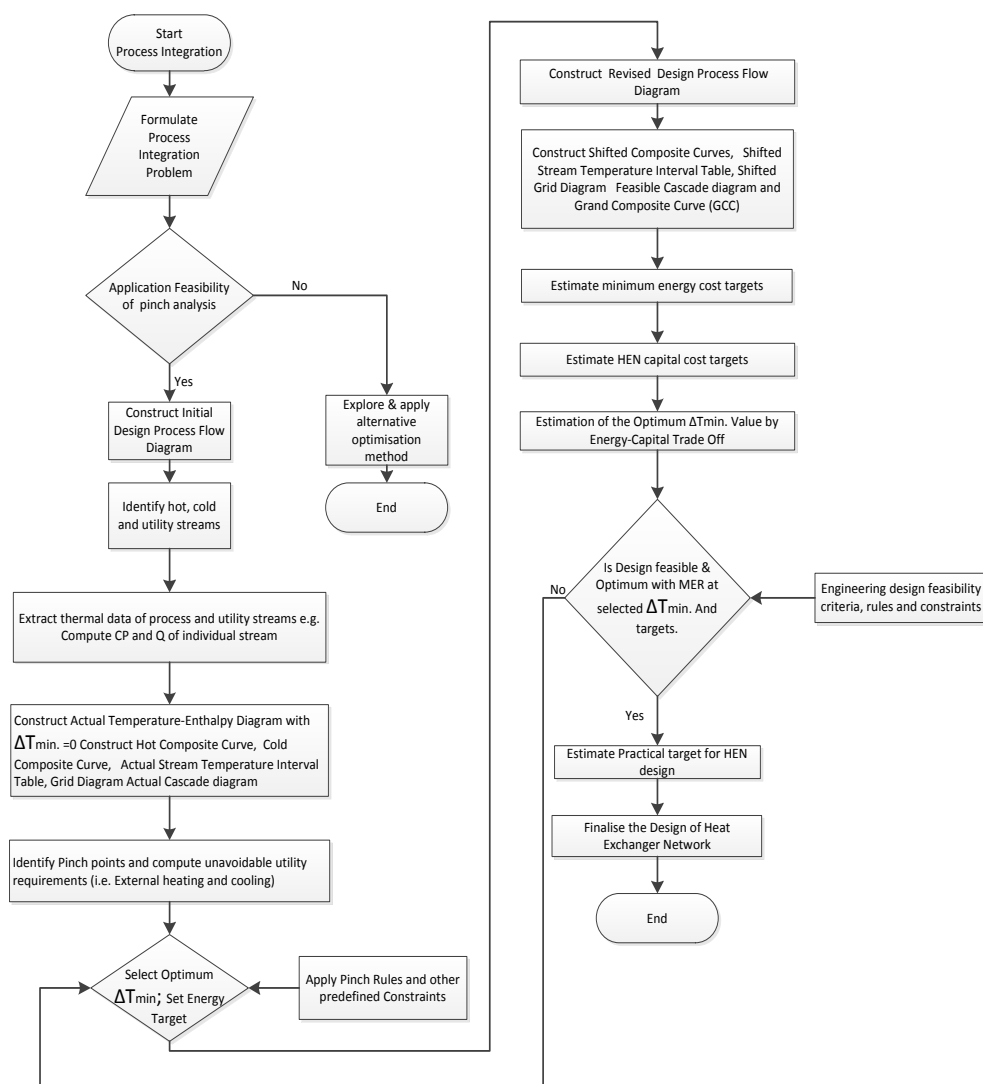 Start
Process Integration
Formulate
Process
Integration
Problem
Application Feasibility
of pinch analysis
No
Yes
Construct Initial
Design Process Flow
Diagram
Explore & apply
alternative
optimisation
method
End
Identify hot, cold
and utility streams
Extract thermal data of process and utility streams e.g.
Compute CP and Q of individual stream
Construct Actual Temperature-Enthalpy Diagram with
ΔTmin. =0 Construct Hot Composite Curve, Cold
Composite Curve, Actual Stream Temperature Interval
Table, Grid Diagram Actual Cascade diagram
Identify Pinch points and compute unavoidable utility
requirements (i.e. External heating and cooling)
Select Optimum
ΔTmin; Set Energy
Target
Apply Pinch Rules and other
predefined Constraints
Construct Revised Design Process Flow
Diagram
Construct Shifted Composite Curves, Shifted
Stream Temperature Interval Table, Shifted
Grid Diagram Feasible Cascade diagram and
Grand Composite Curve (GCC)
Estimate minimum energy cost targets
Estimate HEN capital cost targets
Estimation of the Optimum ΔTmin. Value by
Energy-Capital Trade Off
Is Design feasible &
Optimum with MER at
selected ΔTmin. And
targets.
No
Engineering design feasibility
criteria, rules and constraints
Yes
Estimate Practical target for HEN
design
Finalise the Design of Heat
Exchanger Network
End